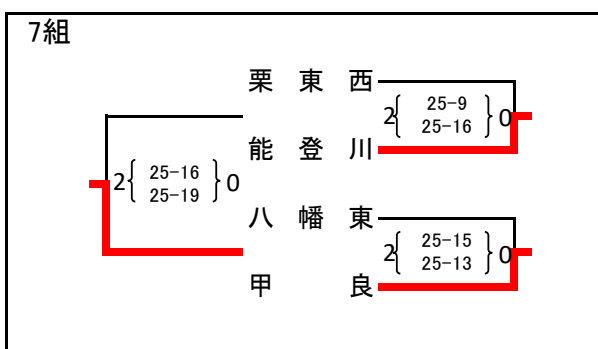 7組
栗東西
2{ 25-9 }0
25-16
能登川
2{ 25-16 }0
25-19
八幡東
2{ 25-15 }0
25-13
甲良